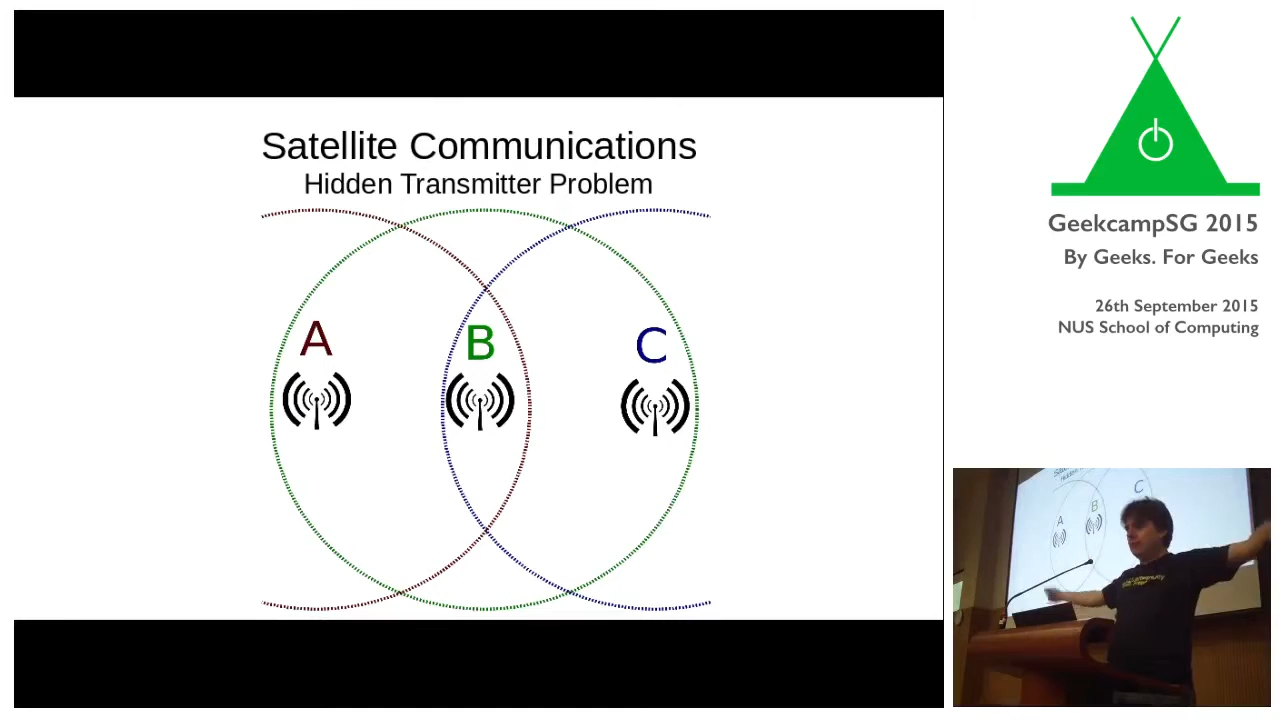 Satellite Communications
Hidden Transmitter Problem
A
B
C
GeekcampSG 2015
By Geeks. For Geeks
26th September 2015
NUS School of Computing
A
B
C